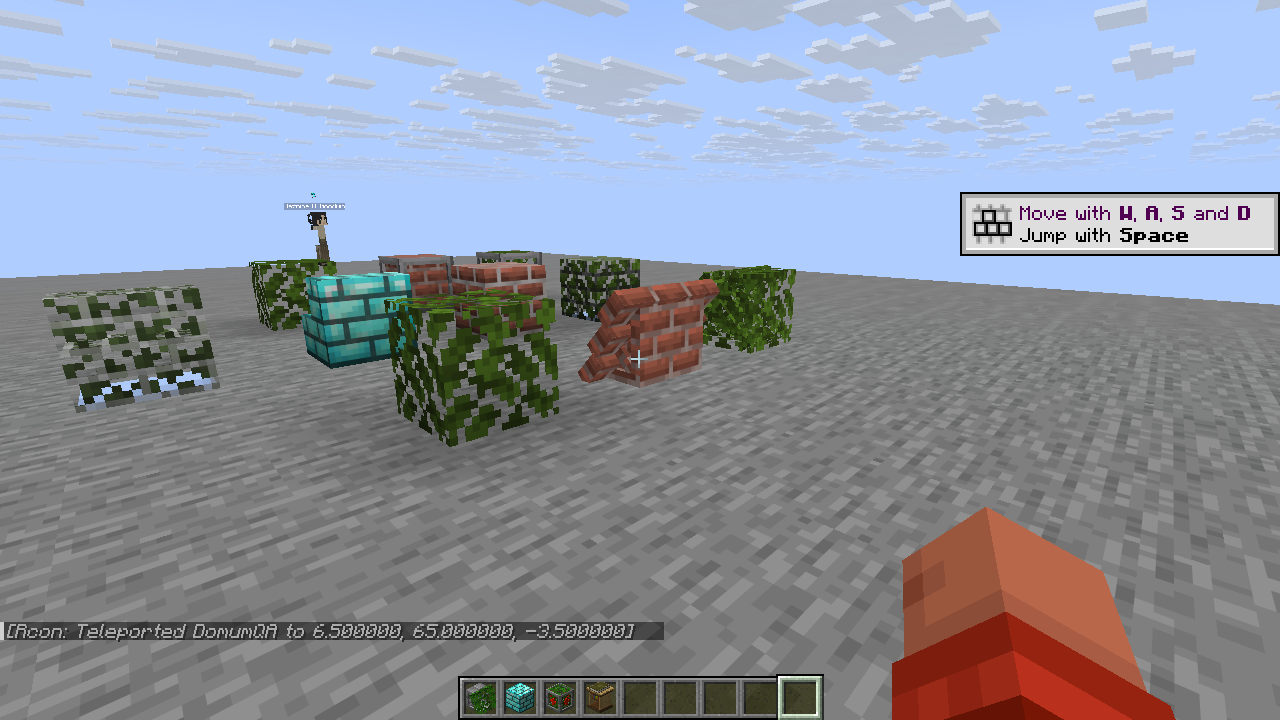 Move with W, A, S and D
Jump with Space
[Rcon: Teleported DomumQA to 6.500000, 65.000000, -3.500000]